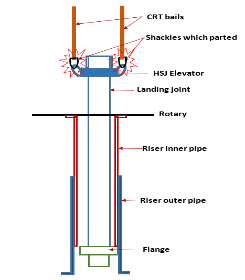 CRT bails
Shackles which parted
HSJ Elevator
Landing joint
Rotary
Riser inner pipe
Riser outer pipe
Flange